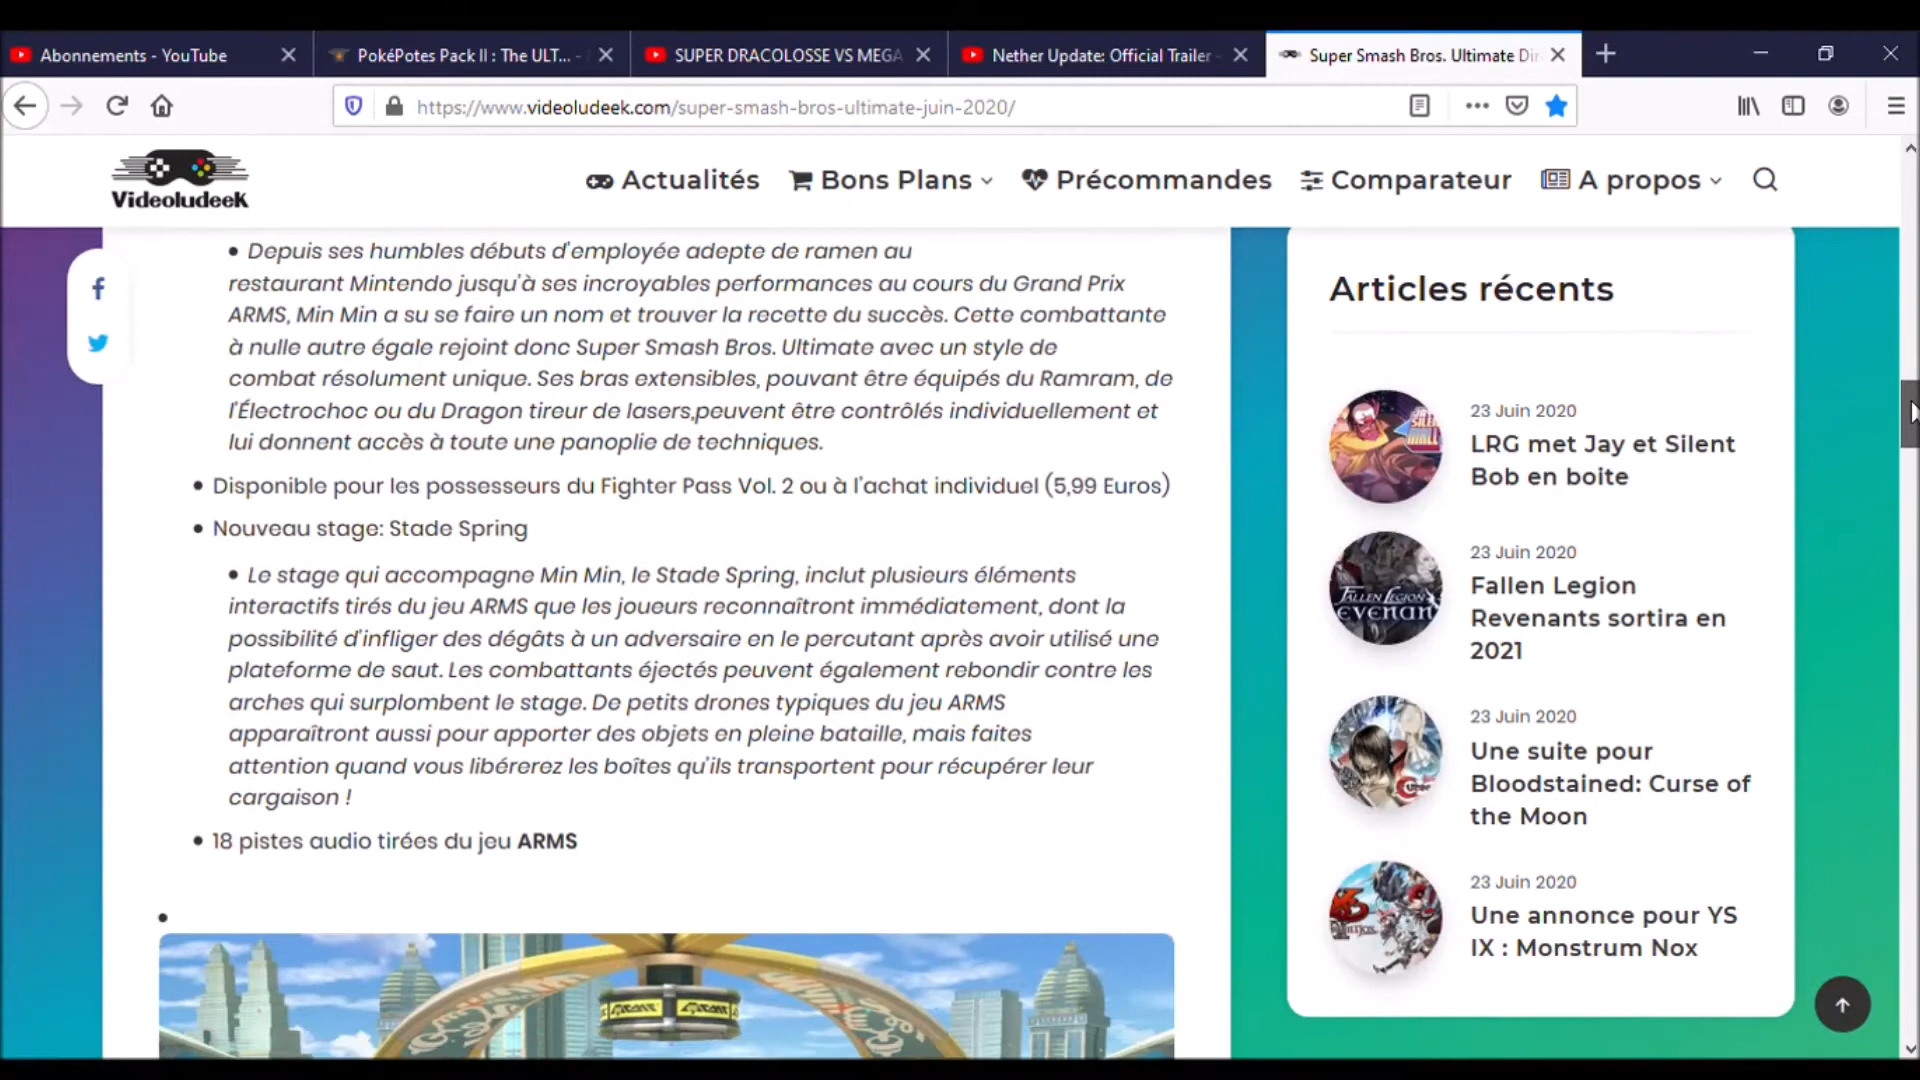 Abonnements - YouTube
PokéPotes Pack II : The ULT... -
SUPER DRACOLOSSE VS MEGA
Nether Update: Official Trailer -
Super Smash Bros. Ultimate Dir
https://www.videoludeek.com/super-smash-bros-ultimate-juin-2020/
VideoludeeK
Actualités
Bons Plans
Précommandes
Comparateur
A propos
• Depuis ses humbles débuts d'employée adepte de ramen au
restaurant Mintendo jusqu'à ses incroyables performances au cours du Grand Prix
ARMS, Min Min a su se faire un nom et trouver la recette du succès. Cette combattante
à nulle autre égale rejoint donc Super Smash Bros. Ultimate avec un style de
combat résolument unique. Ses bras extensibles, pouvant être équipés du Ramram, de
l'Électrochoc ou du Dragon tireur de lasers,peuvent être contrôlés individuellement et
lui donnent accès à toute une panoplie de techniques.
• Disponible pour les possesseurs du Fighter Pass Vol. 2 ou à l'achat individuel (5,99 Euros)
• Nouveau stage: Stade Spring
• Le stage qui accompagne Min Min, le Stade Spring, inclut plusieurs éléments
interactifs tirés du jeu ARMS que les joueurs reconnaîtront immédiatement, dont la
possibilité d'infliger des dégâts à un adversaire en le percutant après avoir utilisé une
plateforme de saut. Les combattants éjectés peuvent également rebondir contre les
arches qui surplombent le stage. De petits drones typiques du jeu ARMS
apparaîtront aussi pour apporter des objets en pleine bataille, mais faites
attention quand vous libérerez les boîtes qu'ils transportent pour récupérer leur
cargaison !
• 18 pistes audio tirées du jeu ARMS
Articles récents
23 Juin 2020
LRG met Jay et Silent
Bob en boite
23 Juin 2020
Fallen Legion
Revenants sortira en
2021
23 Juin 2020
Une suite pour
Bloodstained: Curse of
the Moon
23 Juin 2020
Une annonce pour YS
IX : Monstrum Nox